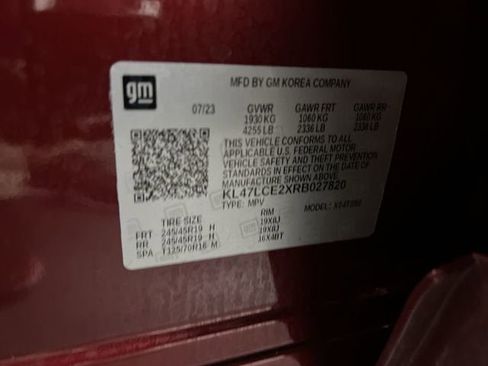 gm
MFD BY GM KOREA COMPANY
07/23 GVWR GAWR FRT GAWR RR
1930 KG 1060 KG 1060 KG
4255 LB 2336 LB 2336 LB
THIS VEHICLE CONFORMS TO ALL
APPLICABLE U.S. FEDERAL MOTOR
VEHICLE SAFETY AND THEFT PREVENTION
STANDARDS IN EFFECT ON THE DATE OF
MANUFACTURE SHOWN ABOVE.
KL47LCE2XRB027820
TYPE: MPV MODEL:
TIRE SIZE RIM
FRT 245/45R19 H 19X8J
RR 245/45R19 H 19X8J
SPA T125/70R16 M 16X4BT